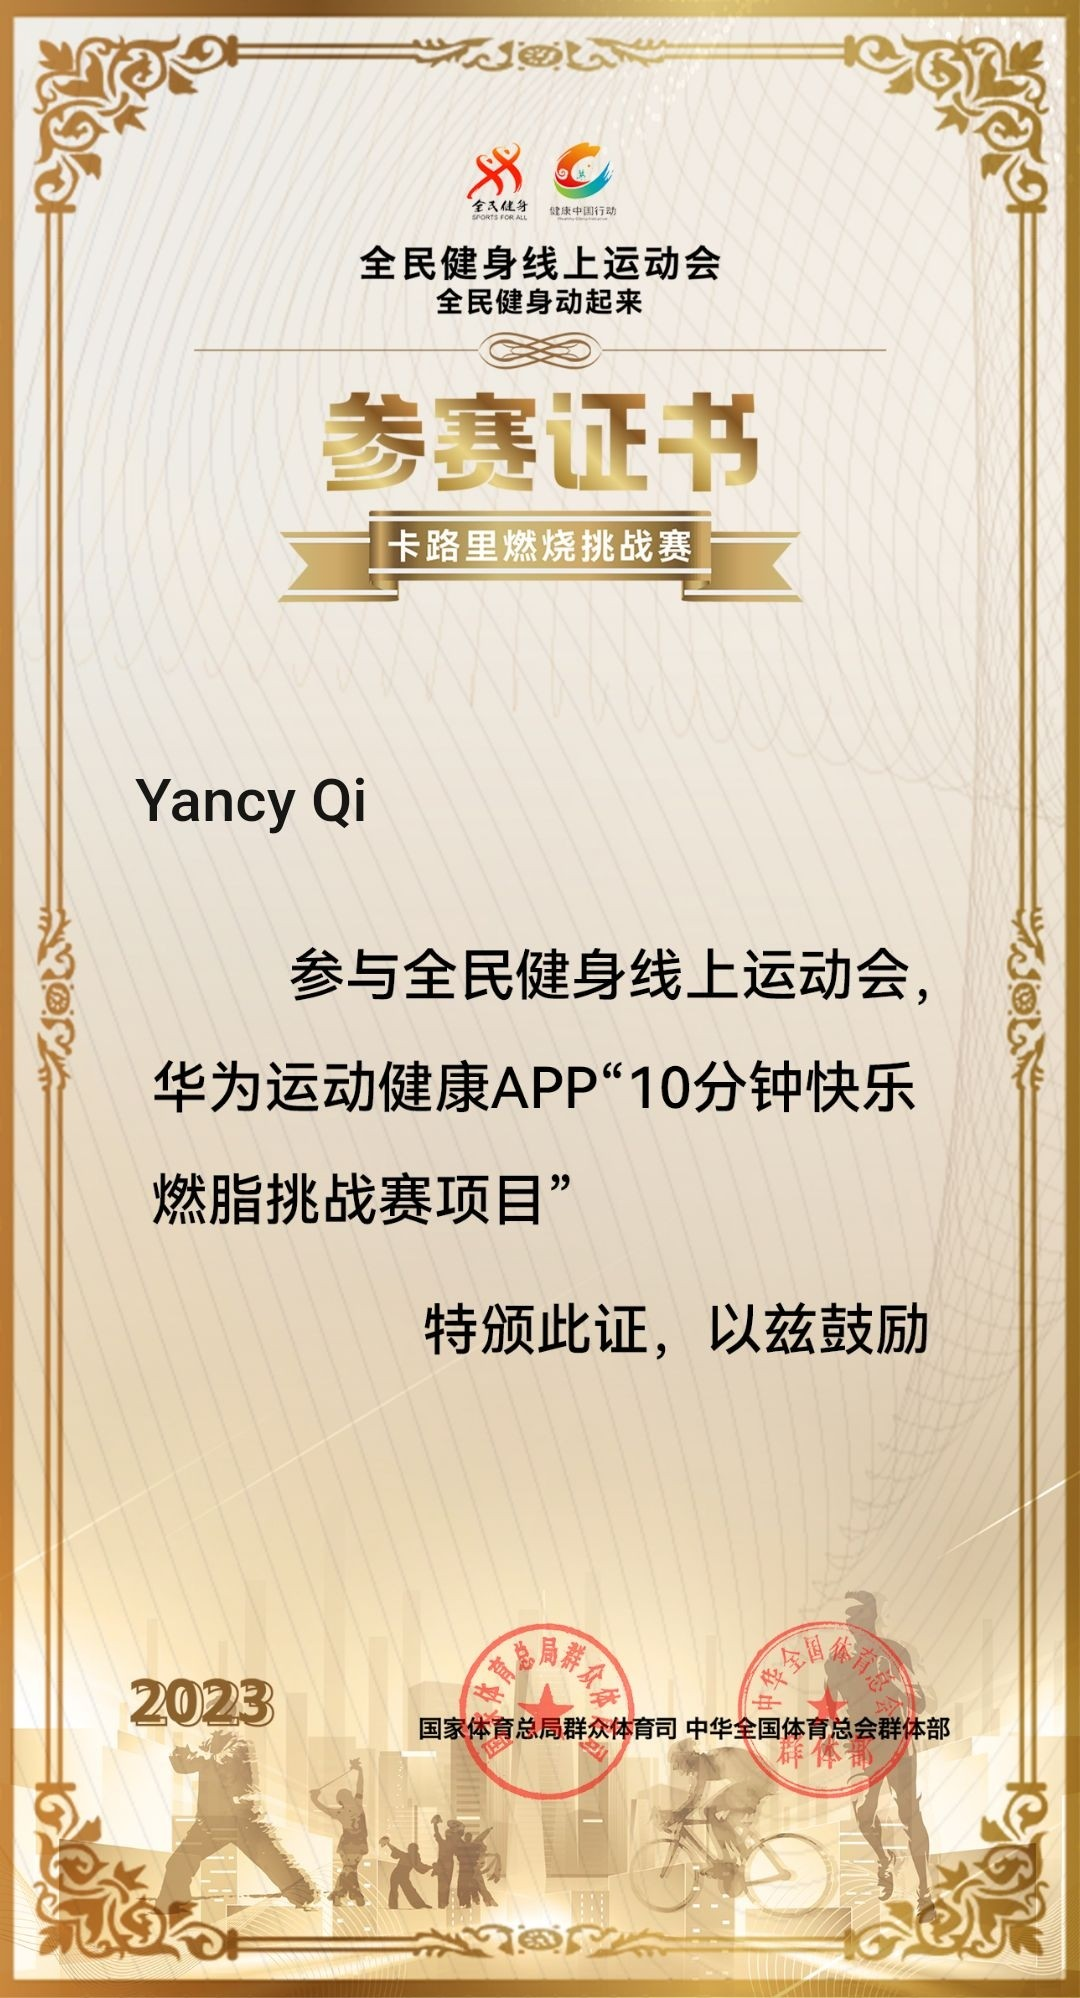 全民健身
SPORTS FOR ALL
健康中国行动
Healthy China Initiative
全民健身线上运动会
全民健身动起来
参赛证书
卡路里燃烧挑战赛
Yancy Qi
参与全民健身线上运动会，
华为运动健康APP“10分钟快乐
燃脂挑战赛项目”
特颁此证，以兹鼓励
2023
国家体育总局群众体育司
中华全国体育总会
群体部
国家体育总局群众体育司 中华全国体育总会群体部